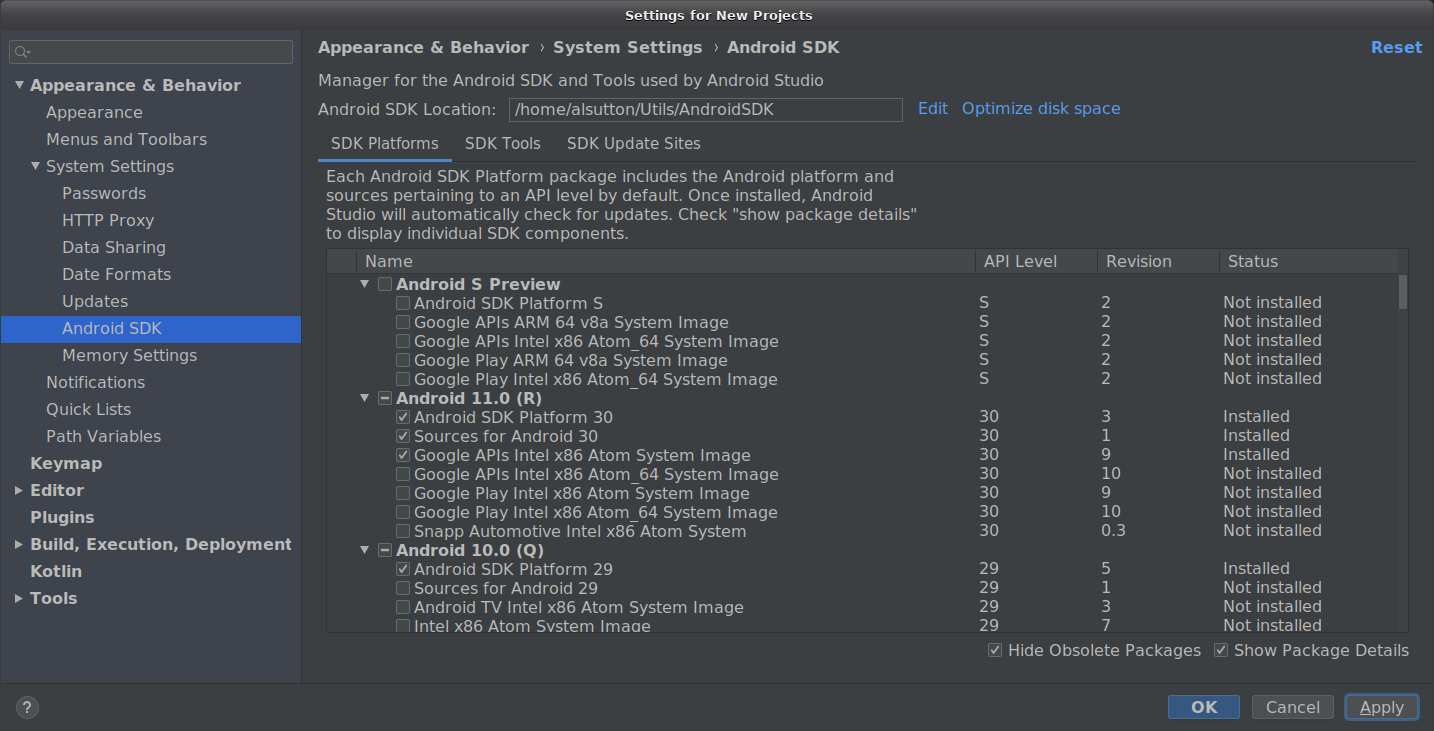 Settings for New Projects
Appearance & Behavior
Appearance
Menus and Toolbars
System Settings
Passwords
HTTP Proxy
Data Sharing
Date Formats
Updates
Android SDK
Memory Settings
Notifications
Quick Lists
Path Variables
Keymap
Editor
Plugins
Build, Execution, Deployment
Kotlin
Tools
Appearance & Behavior › System Settings › Android SDK Reset
Manager for the Android SDK and Tools used by Android Studio
Android SDK Location: /home/alsutton/Utils/AndroidSDK Edit Optimize disk space
SDK Platforms SDK Tools SDK Update Sites
Each Android SDK Platform package includes the Android platform and
sources pertaining to an API level by default. Once installed, Android
Studio will automatically check for updates. Check "show package details"
to display individual SDK components.
Name API Level Revision Status
Android S Preview
Android SDK Platform S S 2 Not installed
Google APIs ARM 64 v8a System Image S 2 Not installed
Google APIs Intel x86 Atom_64 System Image S 2 Not installed
Google Play ARM 64 v8a System Image S 2 Not installed
Google Play Intel x86 Atom_64 System Image S 2 Not installed
Android 11.0 (R)
Android SDK Platform 30 30 3 Installed
Sources for Android 30 30 1 Installed
Google APIs Intel x86 Atom System Image 30 9 Installed
Google APIs Intel x86 Atom_64 System Image 30 10 Not installed
Google Play Intel x86 Atom System Image 30 9 Not installed
Google Play Intel x86 Atom_64 System Image 30 10 Not installed
Snapp Automotive Intel x86 Atom System 30 0.3 Not installed
Android 10.0 (Q)
Android SDK Platform 29 29 5 Installed
Sources for Android 29 29 1 Not installed
Android TV Intel x86 Atom System Image 29 3 Not installed
Intel x86 Atom System Image 29 7 Not installed
Hide Obsolete Packages Show Package Details
? OK Cancel Apply